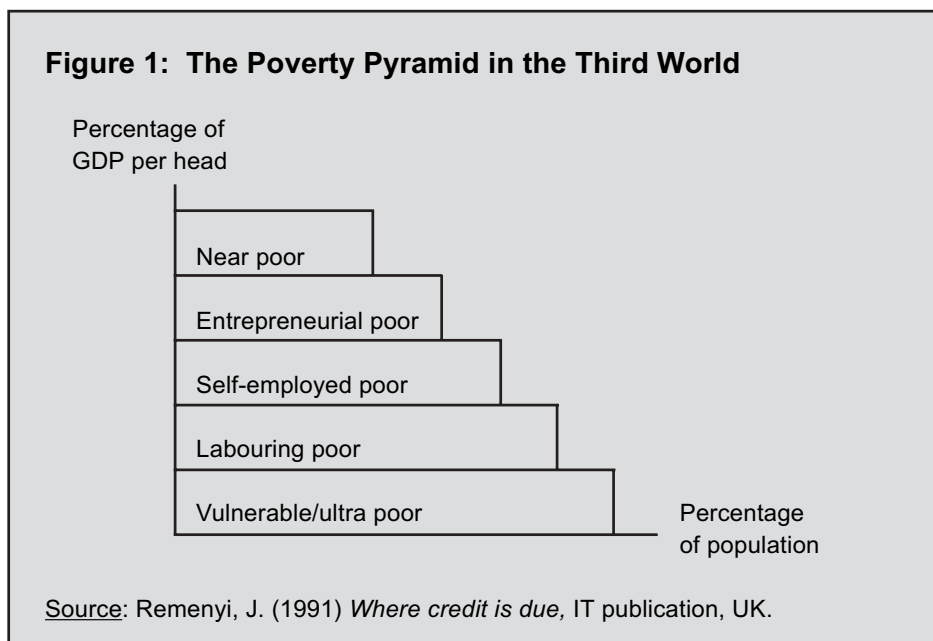 Figure 1: The Poverty Pyramid in the Third World
Percentage of
GDP per head
Near poor
Entrepreneurial poor
Self-employed poor
Labouring poor
Vulnerable/ultra poor
Percentage
of population
Source: Remenyi, J. (1991) Where credit is due, IT publication, UK.